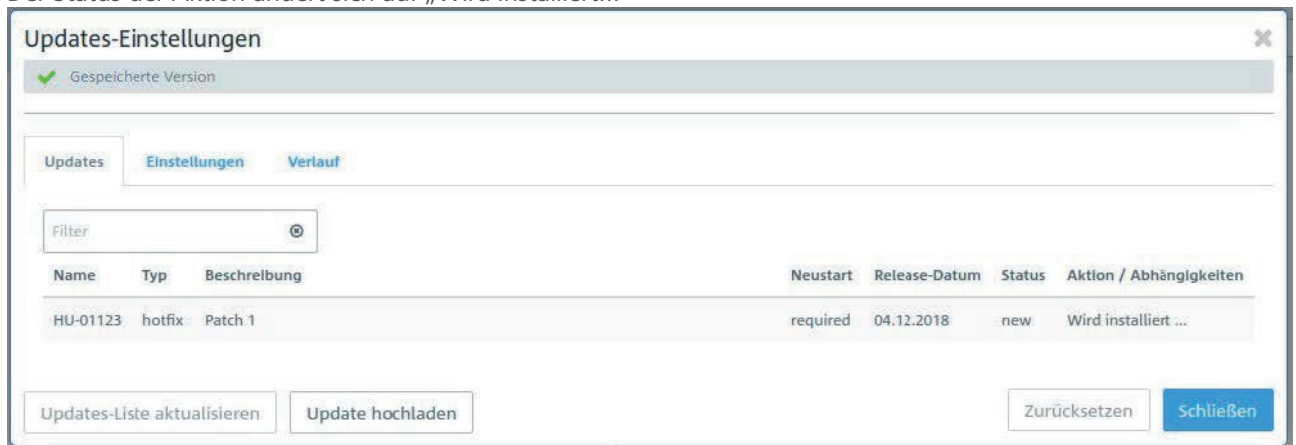 Der Status der Aktion ändert sich auf „Wird installiert...“
Updates-Einstellungen
Gespeicherte Version
Updates Einstellungen Verlauf
Filter
Name Typ Beschreibung Neustart Release-Datum Status Aktion / Abhängigkeiten
HU-01123 hotfix Patch 1 required 04.12.2018 new Wird installiert ...
Updates-Liste aktualisieren Update hochladen Zurücksetzen Schließen